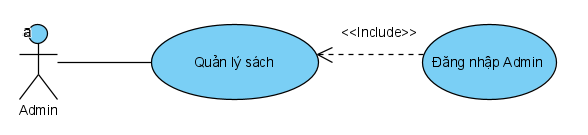 <<Include>>
a
Quản lý sách
Đăng nhập Admin
Admin